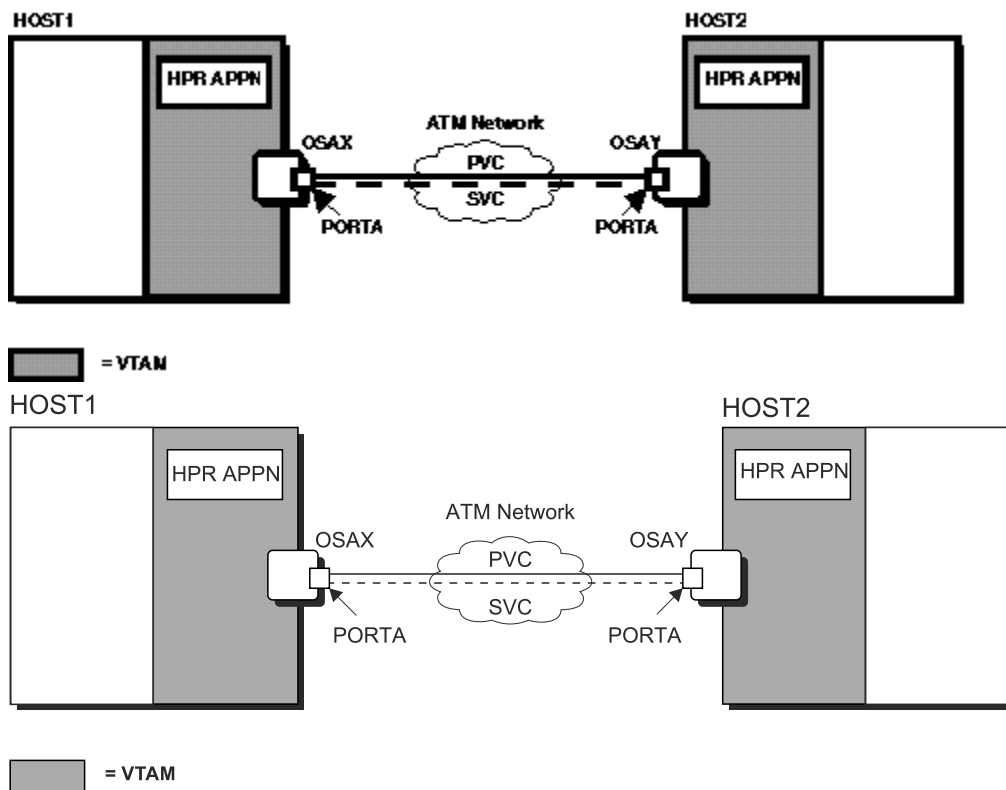 HOST1
HOST2
HPR APPN
HPR APPN
ATM Network
OSAX
OSAY
PVC
SVC
PORTA
PORTA
= VTAM
HOST1
HOST2
HPR APPN
HPR APPN
ATM Network
OSAX
OSAY
PVC
SVC
PORTA
PORTA
= VTAM